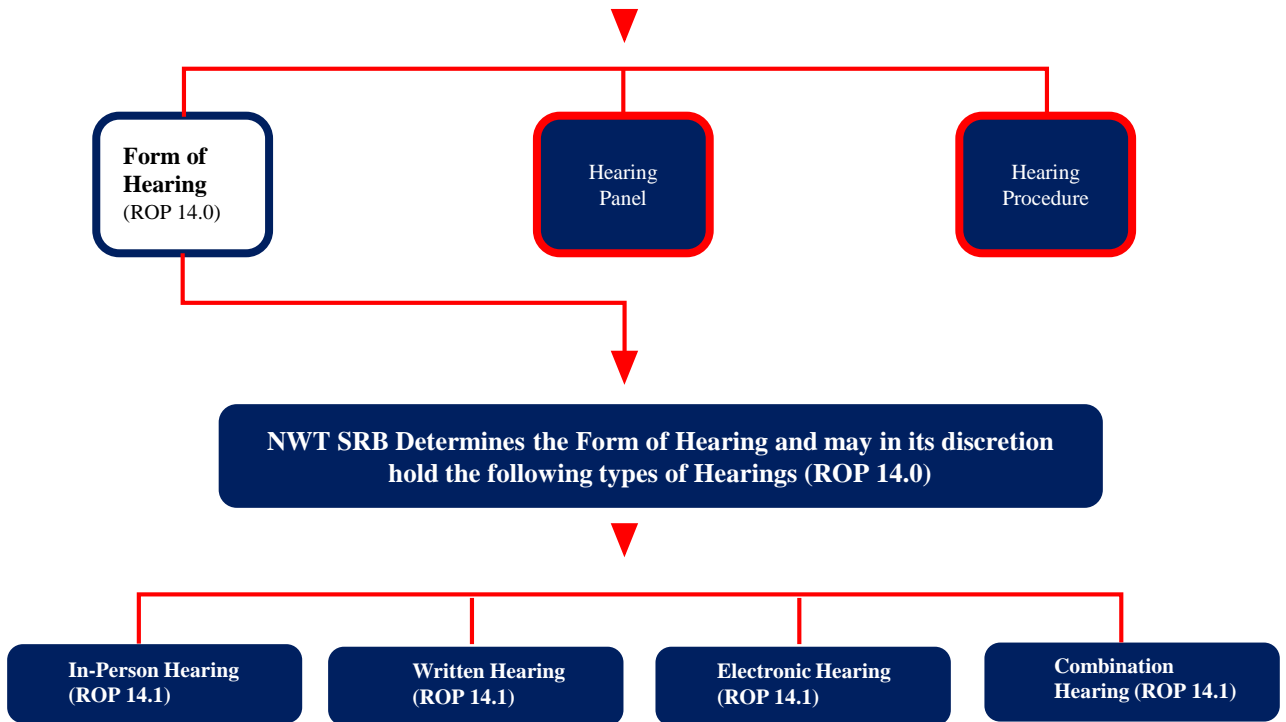 Form of
Hearing
(ROP 14.0)
Hearing
Panel
Hearing
Procedure
NWT SRB Determines the Form of Hearing and may in its discretion
hold the following types of Hearings (ROP 14.0)
In-Person Hearing
(ROP 14.1)
Written Hearing
(ROP 14.1)
Electronic Hearing
(ROP 14.1)
Combination
Hearing (ROP 14.1)